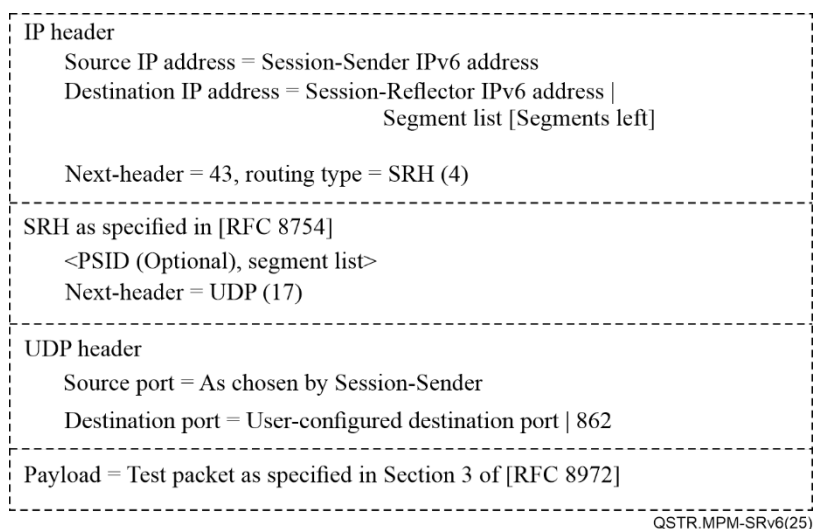 IP header
Source IP address = Session-Sender IPv6 address
Destination IP address = Session-Reflector IPv6 address |
Segment list [Segments left]
Next-header = 43, routing type = SRH (4)
SRH as specified in [RFC 8754]
<PSID (Optional), segment list>
Next-header = UDP (17)
UDP header
Source port = As chosen by Session-Sender
Destination port = User-configured destination port | 862
Payload = Test packet as specified in Section 3 of [RFC 8972]
QSTR.MPM-SRv6(25)